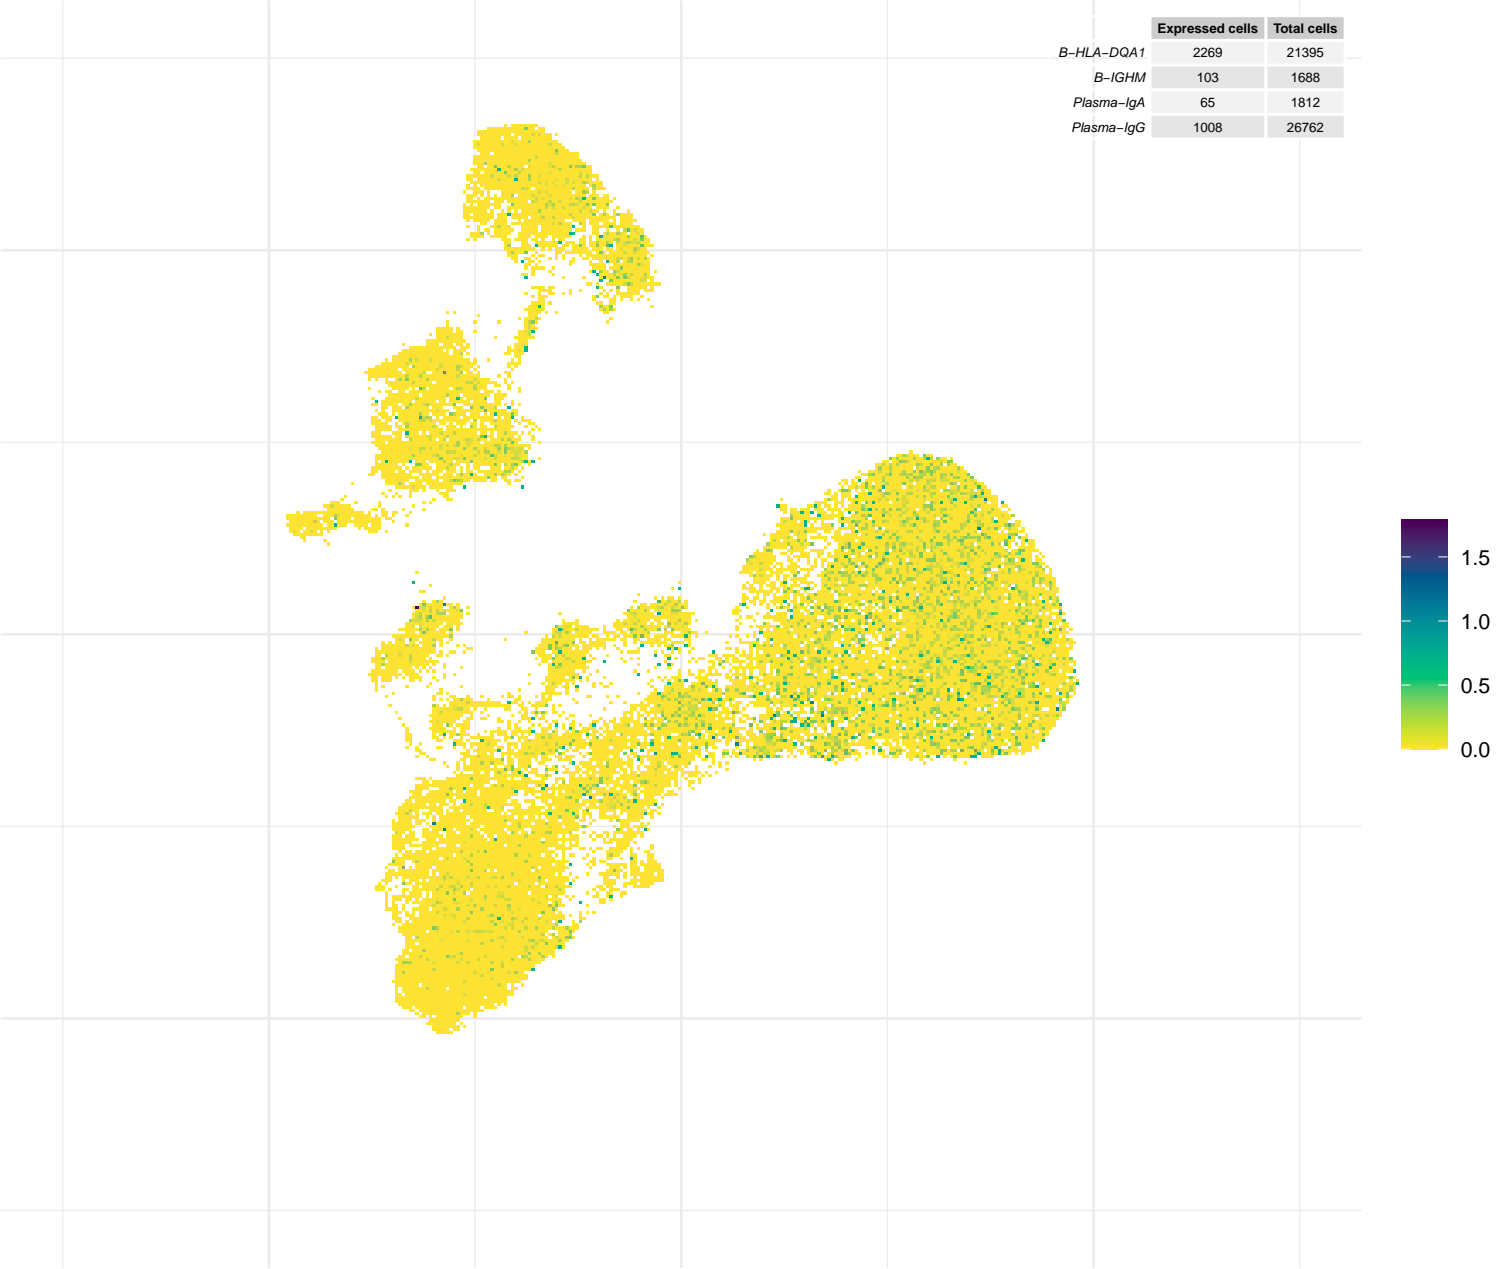 Expressed cells Total cells
B−HLA−DQA1 2269 21395
B−IGHM 103 1688
Plasma−IgA 65 1812
Plasma−IgG 1008 26762
1.5
1.0
0.5
0.0